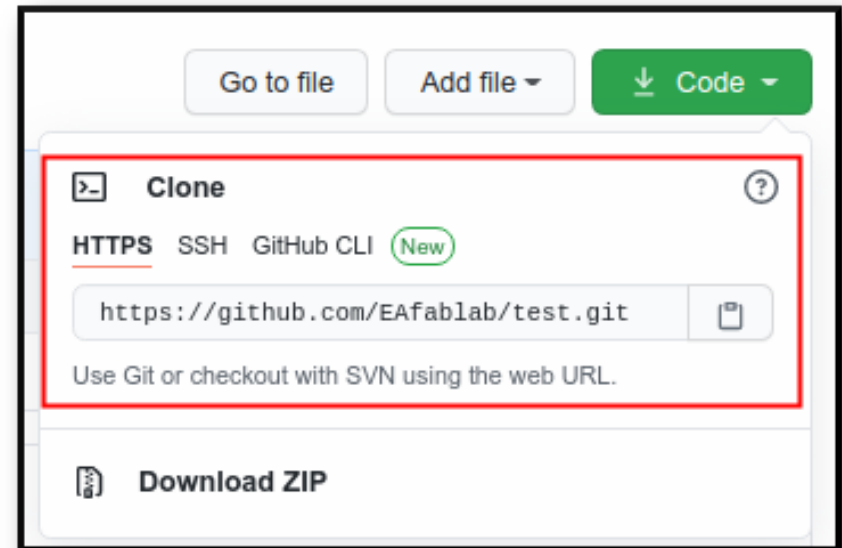 Go to file Add file Code
Clone
HTTPS SSH GitHub CLI New
https://github.com/EAfablab/test.git
Use Git or checkout with SVN using the web URL.
Download ZIP